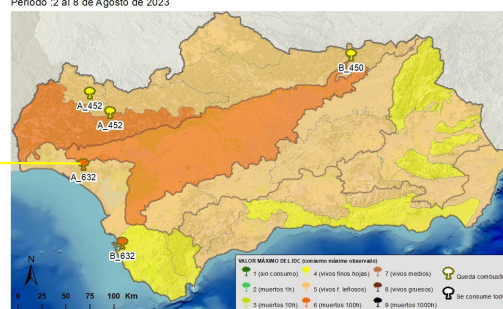 Periodo :2 al 8 de Agosto de 2023
B_450
A_452
A_452
A_632
B_632
N
0 25 50 75 100 Km
VALOR MÁXIMO DEL IDC (consumo máximo observado)
1 (sin consumo) 4 (vivos finos hojas) 7 (vivos medios) Queda combusti
2 (muertos 1h) 5 (vivos f. leñosos) 8 (vivos gruesos) Se consume tod
3 (muertos 10h) 6 (muertos 100h) 9 (muertos 1000h)